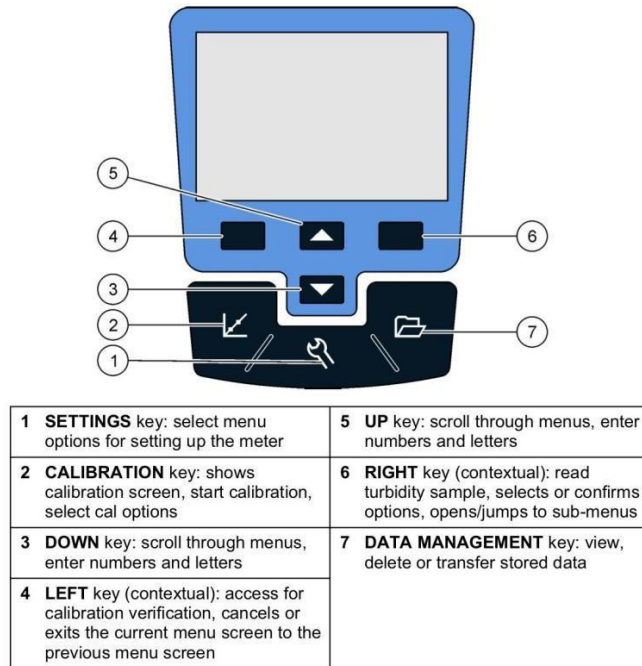 5
4
6
3
2
7
1
1 SETTINGS key: select menu
options for setting up the meter
2 CALIBRATION key: shows
calibration screen, start calibration,
select cal options
3 DOWN key: scroll through menus,
enter numbers and letters
4 LEFT key (contextual): access for
calibration verification, cancels or
exits the current menu screen to the
previous menu screen
5 UP key: scroll through menus, enter
numbers and letters
6 RIGHT key (contextual): read
turbidity sample, selects or confirms
options, opens/jumps to sub-menus
7 DATA MANAGEMENT key: view,
delete or transfer stored data